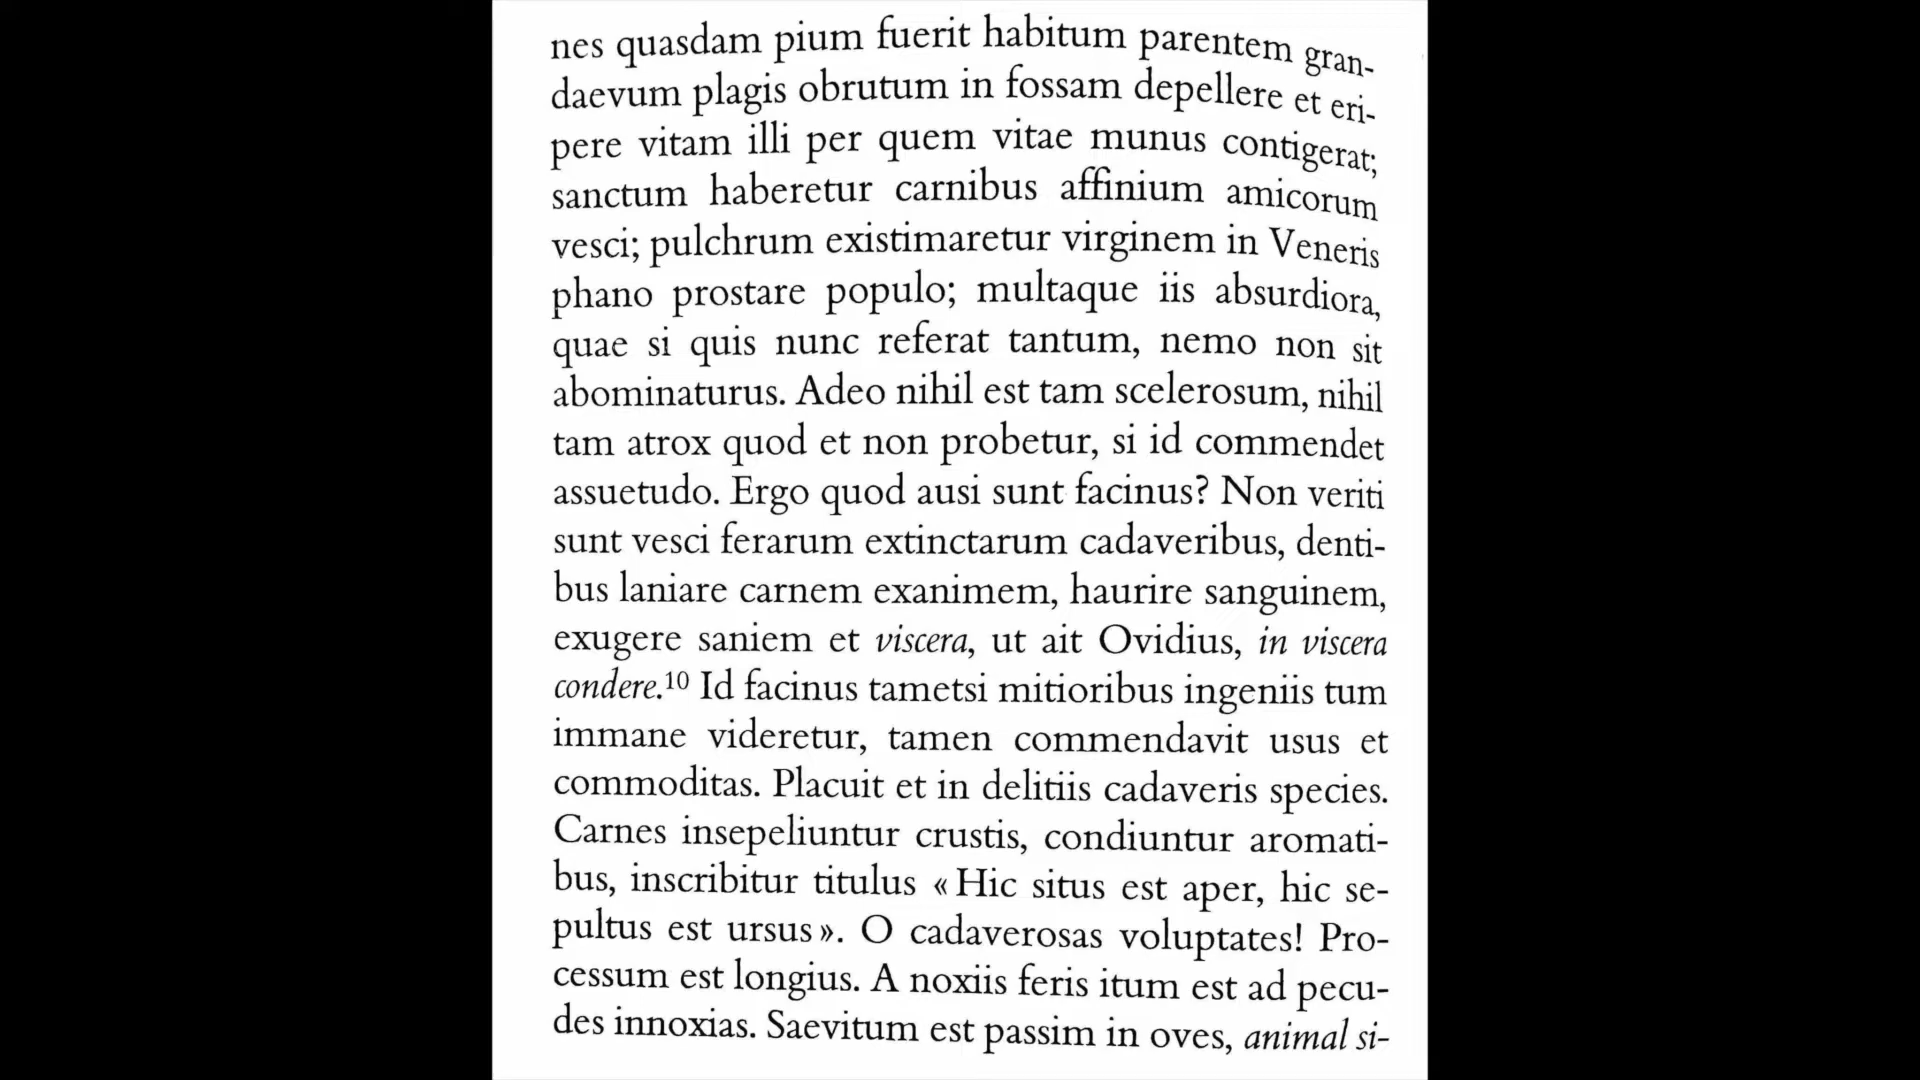 nes quasdam pium fuerit habitum parentem gran-
daevum plagis obrutum in fossam depellere et eri-
pere vitam illi per quem vitae munus contigerat;
sanctum haberetur carnibus affinium amicorum
vesci; pulchrum existimaretur virginem in Veneris
phano prostare populo; multaque iis absurdiora,
quae si quis nunc referat tantum, nemo non sit
abominaturus. Adeo nihil est tam scelerosum, nihil
tam atrox quod et non probetur, si id commendet
assuetudo. Ergo quod ausi sunt facinus? Non veriti
sunt vesci ferarum extinctarum cadaveribus, denti-
bus laniare carnem exanimem, haurire sanguinem,
exugere saniem et viscera, ut ait Ovidius, in viscera
condere.10 Id facinus tametsi mitioribus ingeniis tum
immane videretur, tamen commendavit usus et
commoditas. Placuit et in delitiis cadaveris species.
Carnes insepeliuntur crustis, condiuntur aromati-
bus, inscribitur titulus « Hic situs est aper, hic se-
pultus est ursus ». O cadaverosas voluptates! Pro-
cessum est longius. A noxiis feris itum est ad pecu-
des innoxias. Saevitum est passim in oves, animal si-